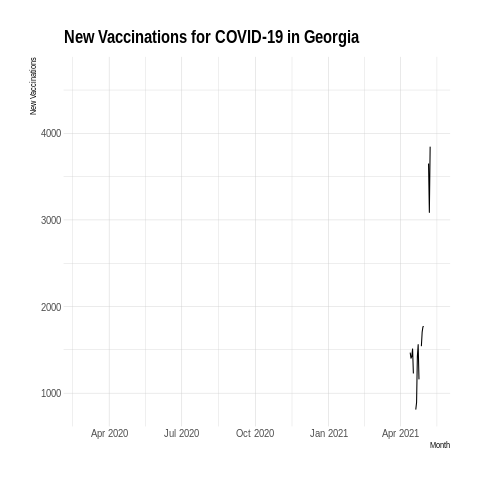 New Vaccinations for COVID-19 in Georgia
New Vaccinations
4000
3000
2000
1000
Apr 2020 Jul 2020 Oct 2020 Jan 2021 Apr 2021
Month